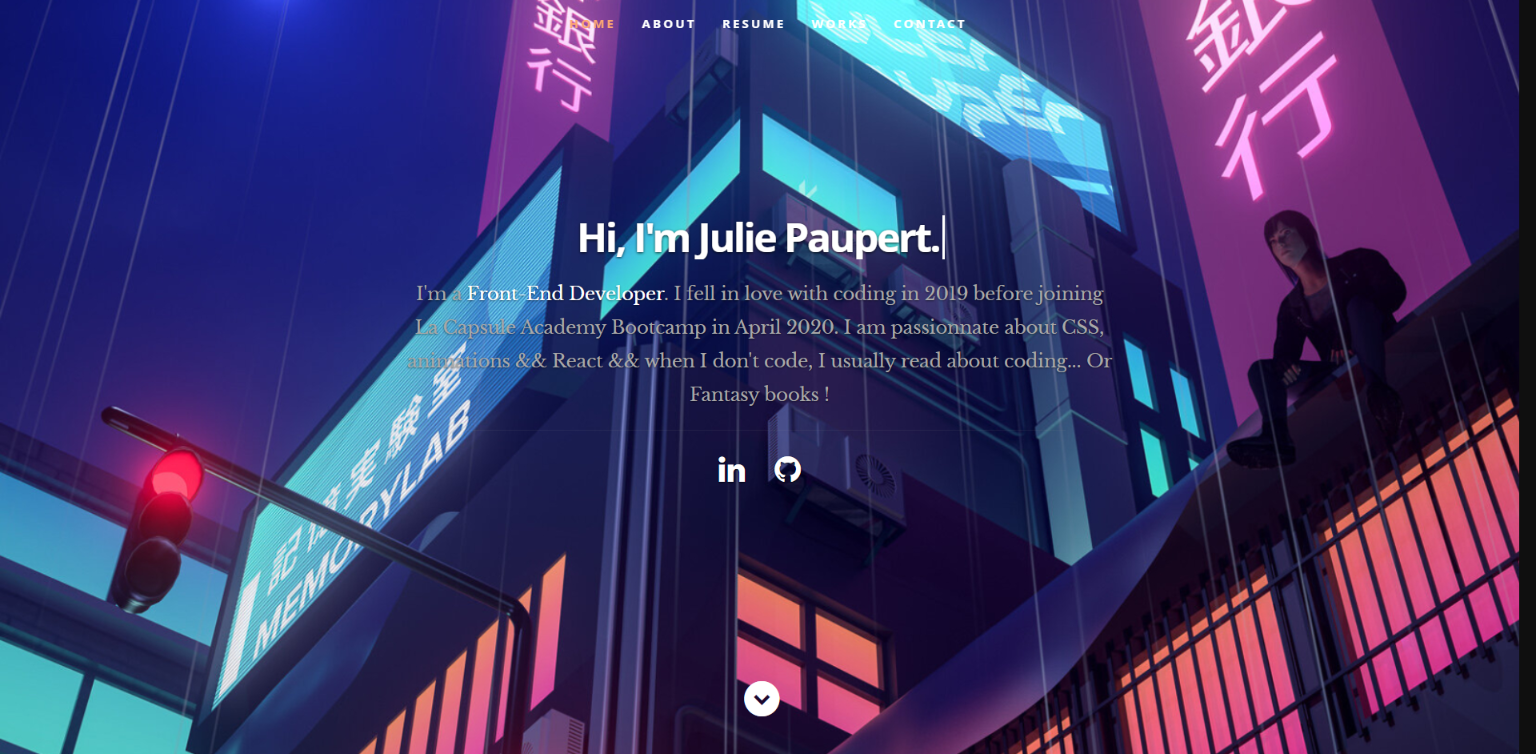 HOME ABOUT RESUME WORKS CONTACT
銀行
銀行
Hi, I'm Julie Paupert.
I'm a Front-End Developer. I fell in love with coding in 2019 before joining
La Capsule Academy Bootcamp in April 2020. I am passionnate about CSS,
animations && React && when I don't code, I usually read about coding... Or
Fantasy books !
in
記憶実験室
MEMORYLAB